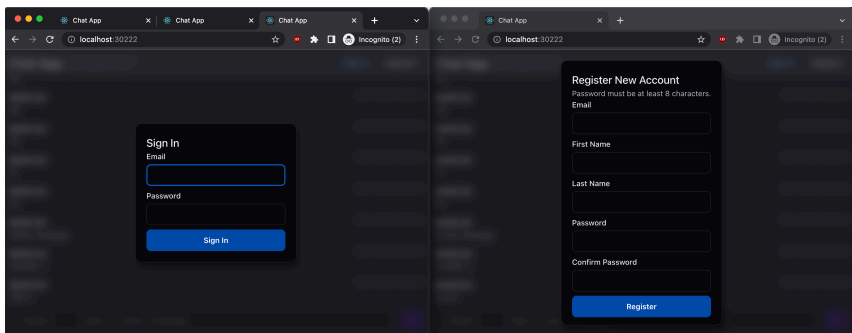 Chat App
Chat App
Chat App
localhost:30222
Incognito (2)
Sign In
Email
Password
Sign In
Chat App
localhost:30222
Incognito (2)
Register New Account
Password must be at least 8 characters.
Email
First Name
Last Name
Password
Confirm Password
Register